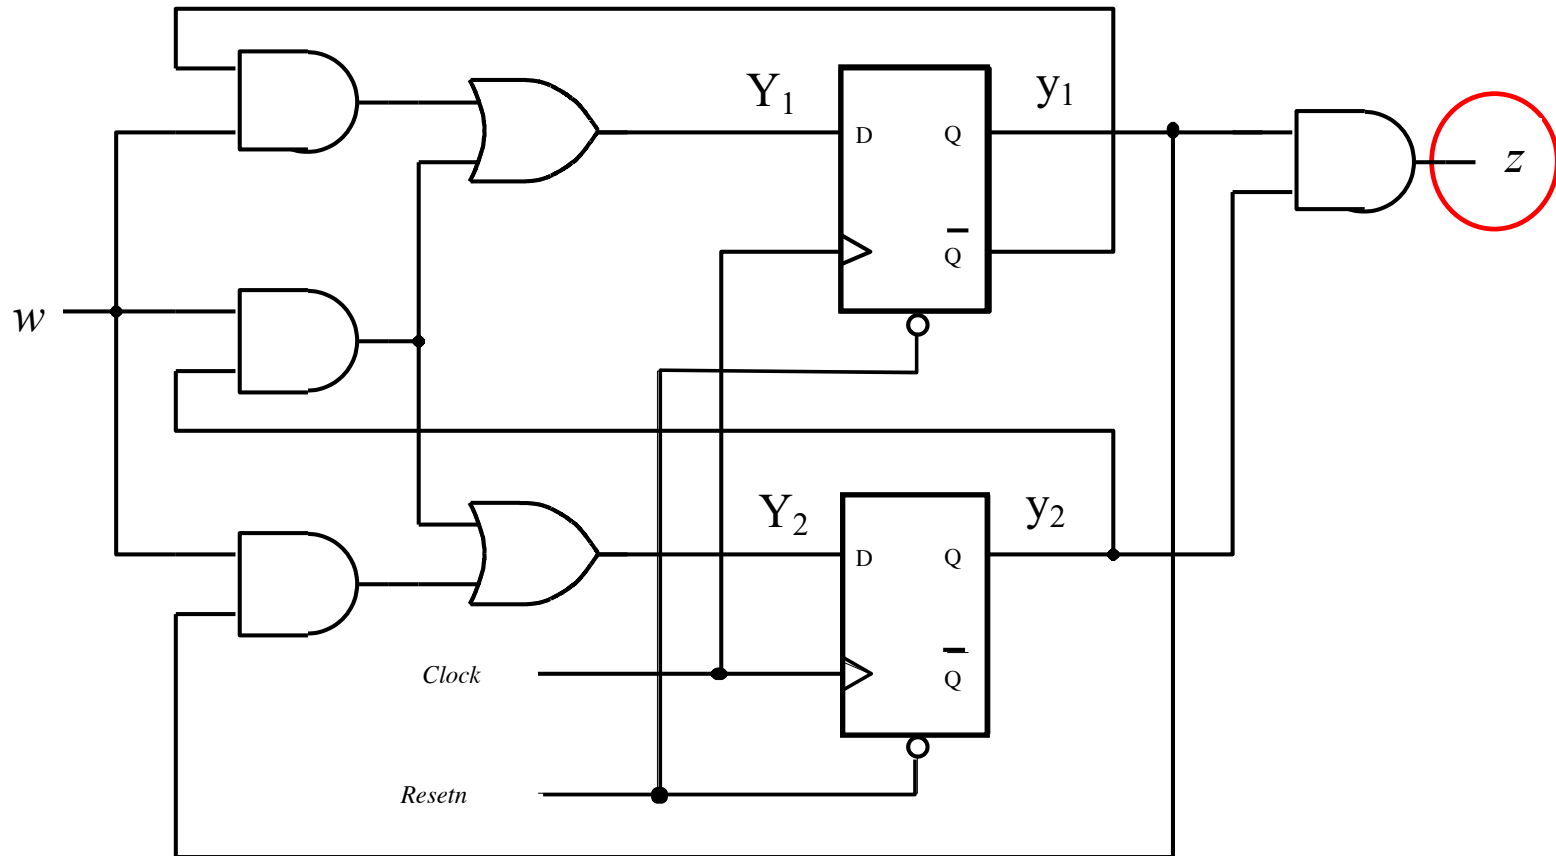 Y₁
y₁
D
Q
z
Q̅
w
Y₂
y₂
D
Q
Clock
Q̅
Resetn